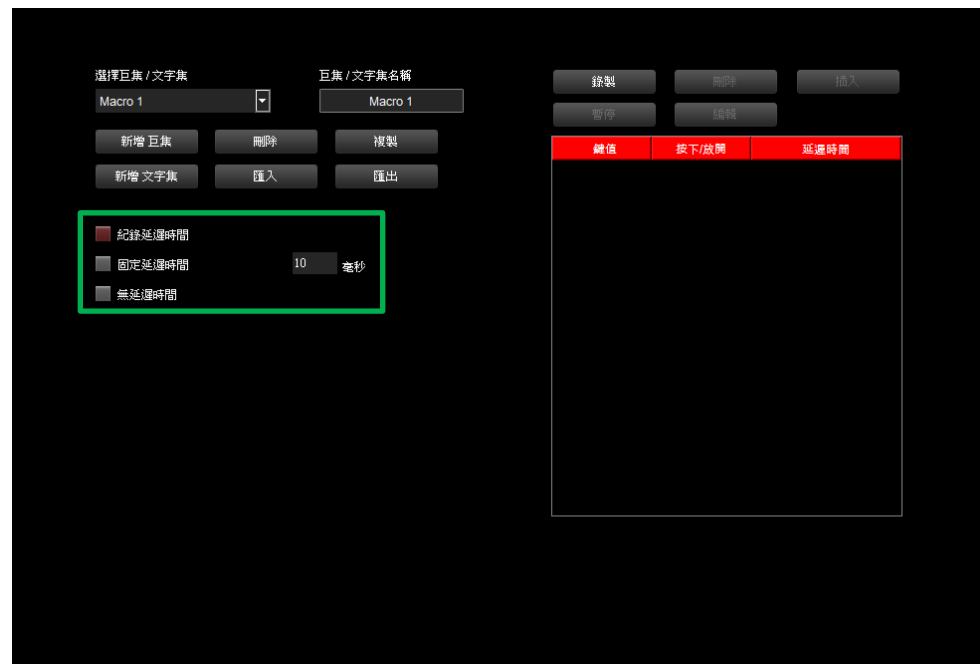 選擇巨集 / 文字集
巨集 / 文字集名稱
Macro 1
Macro 1
新增 巨集
刪除
複製
新增 文字集
匯入
匯出
紀錄延遲時間
固定延遲時間
10 毫秒
無延遲時間
錄製
刪除
插入
暫停
編輯
鍵值
按下/放開
延遲時間